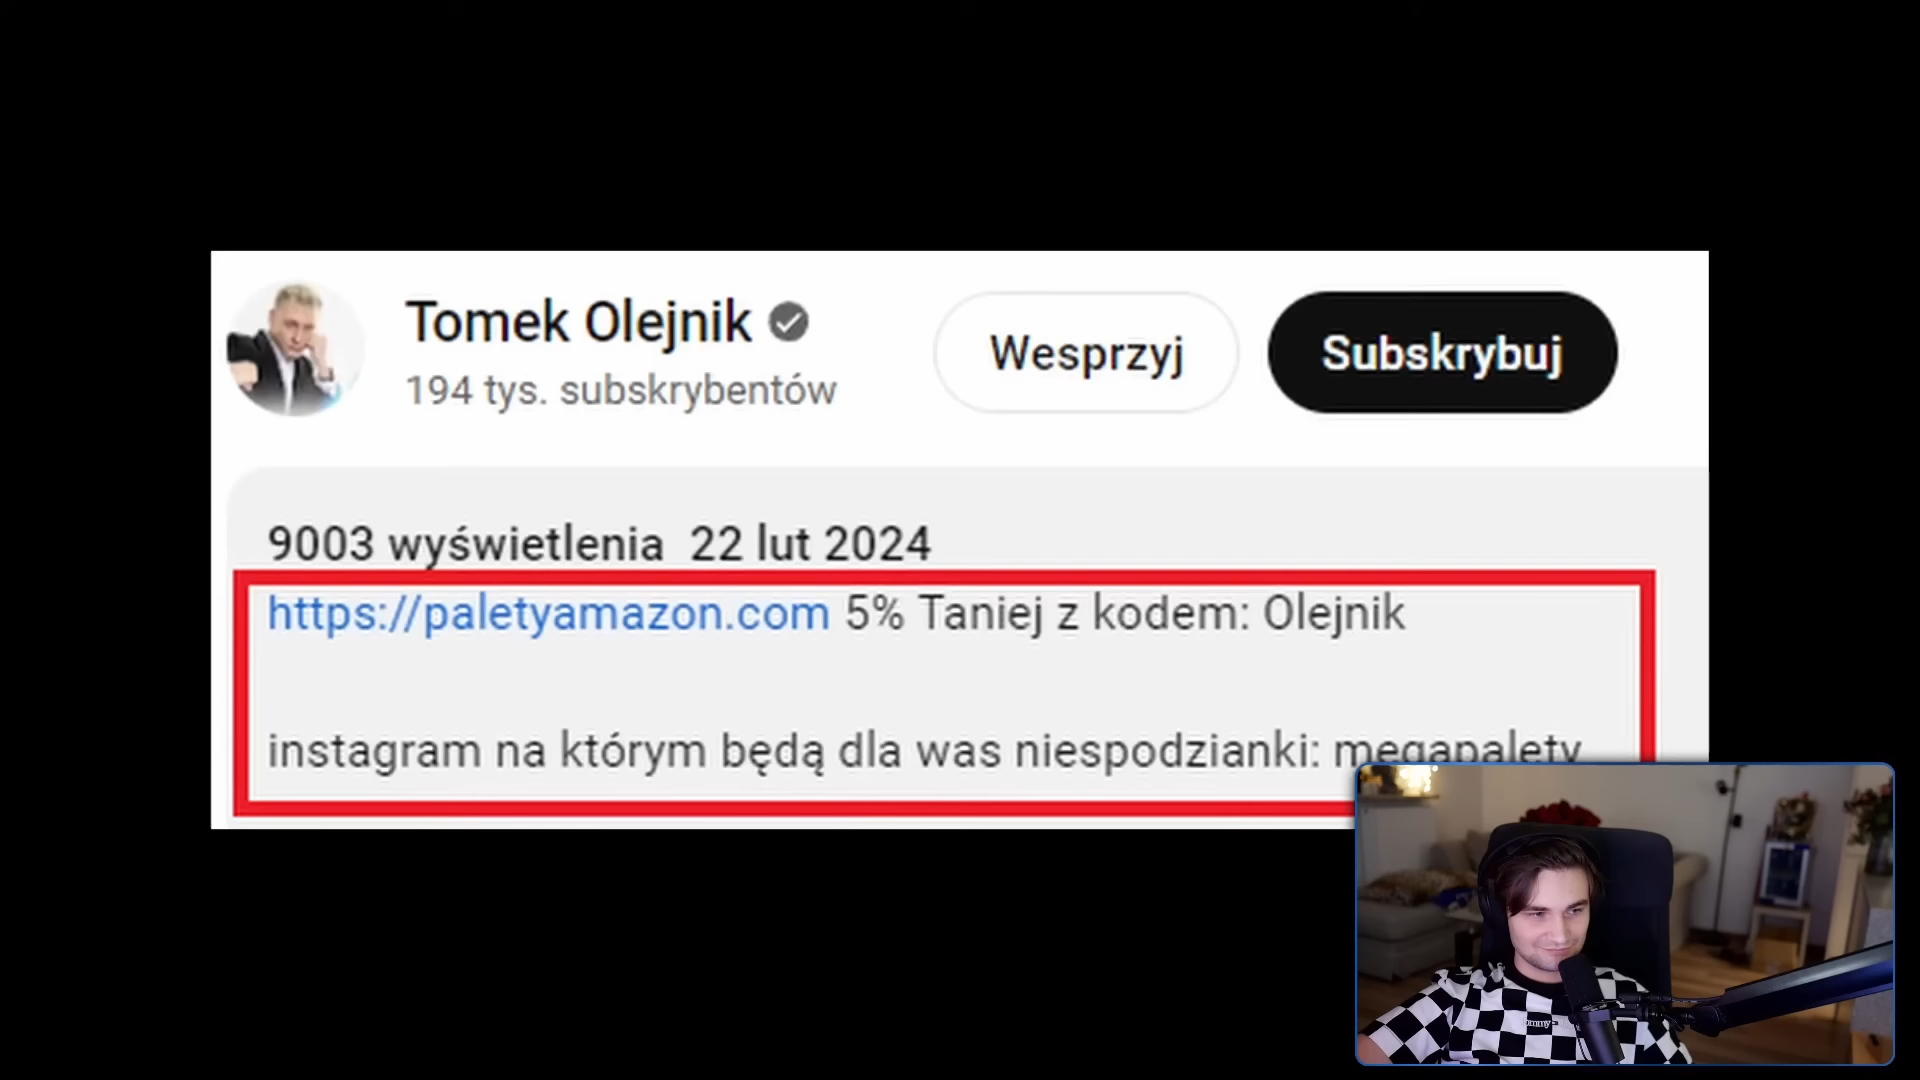 Tomek Olejnik
194 tys. subskrybentów
Wesprzyj
Subskrybuj
9003 wyświetlenia 22 lut 2024
https://paletyamazon.com 5% Taniej z kodem: Olejnik
instagram na którym będą dla was niespodzianki: megapalety